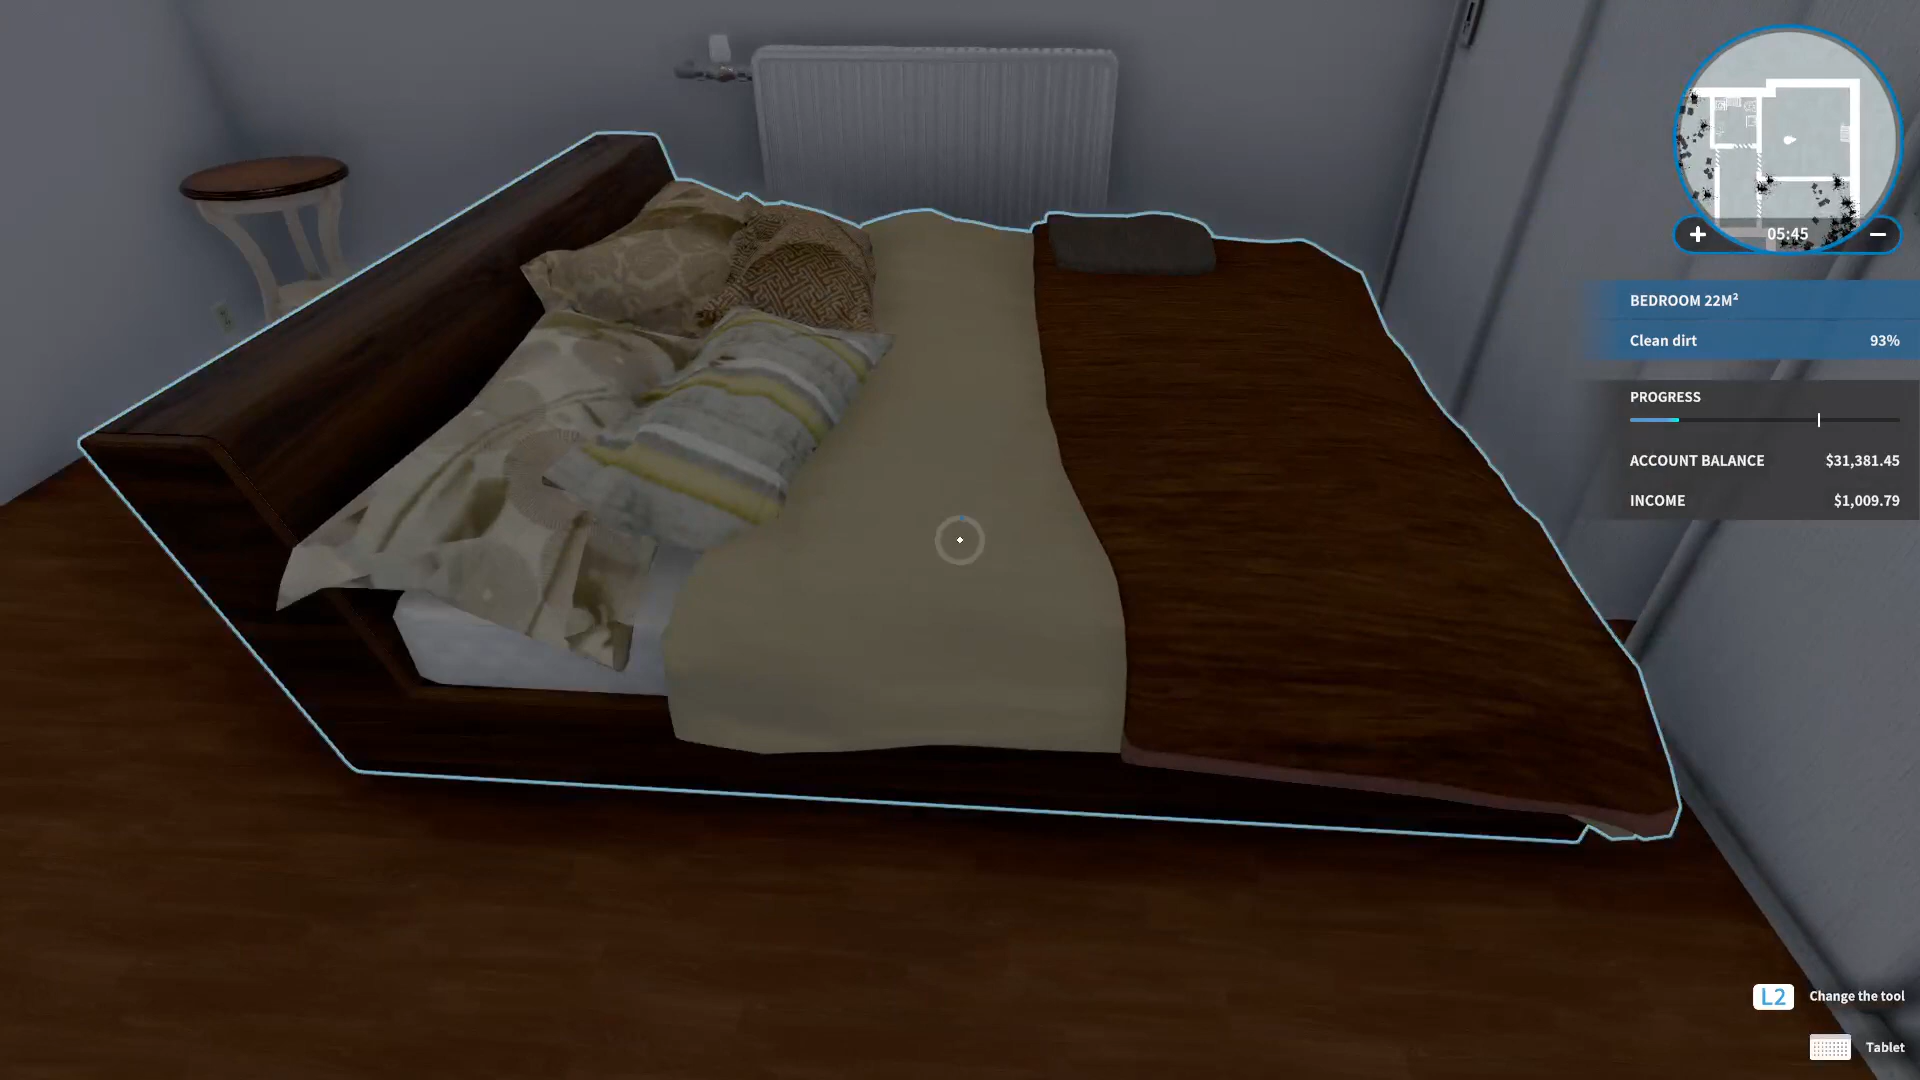 05:45
BEDROOM 22M²
Clean dirt 93%
PROGRESS
ACCOUNT BALANCE $31,381.45
INCOME $1,009.79
L2 Change the tool
Tablet